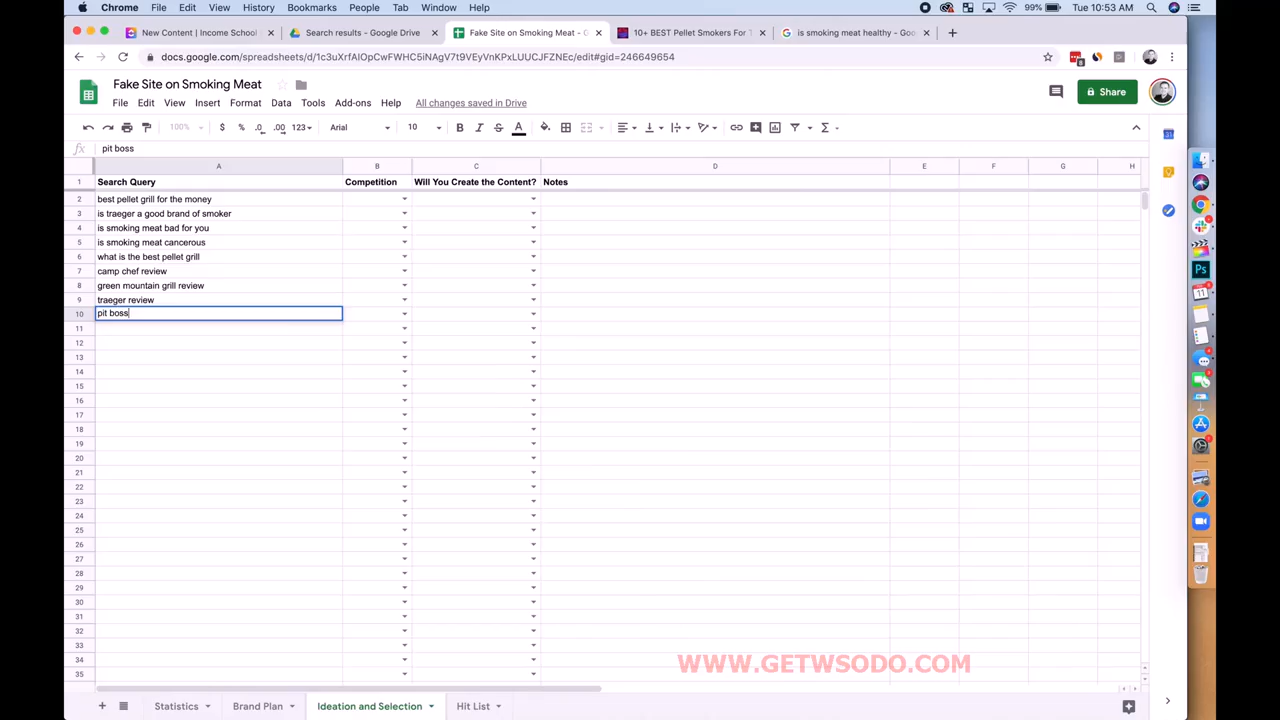 Chrome File Edit View History Bookmarks People Tab Window Help 99% Tue 10:53 AM
New Content | Income School Search results - Google Drive Fake Site on Smoking Meat - G 10+ BEST Pellet Smokers For T is smoking meat healthy - Goo
docs.google.com/spreadsheets/d/1c3uXrfAIOpCwFWHC5iNAgV7t9VEyVnKPxLUUCJFZNEc/edit#gid=246649654
Fake Site on Smoking Meat
File Edit View Insert Format Data Tools Add-ons Help All changes saved in Drive
Share
100% $ % .0 .00 123 Arial 10 B I S A
fx pit boss
A B C D E F G H
1 Search Query Competition Will You Create the Content? Notes
2 best pellet grill for the money
3 is traeger a good brand of smoker
4 is smoking meat bad for you
5 is smoking meat cancerous
6 what is the best pellet grill
7 camp chef review
8 green mountain grill review
9 traeger review
10 pit boss
11
12
13
14
15
16
17
18
19
20
21
22
23
24
25
26
27
28
29
30
31
32
33
34
35
WWW.GETWSODO.COM
Statistics Brand Plan Ideation and Selection Hit List